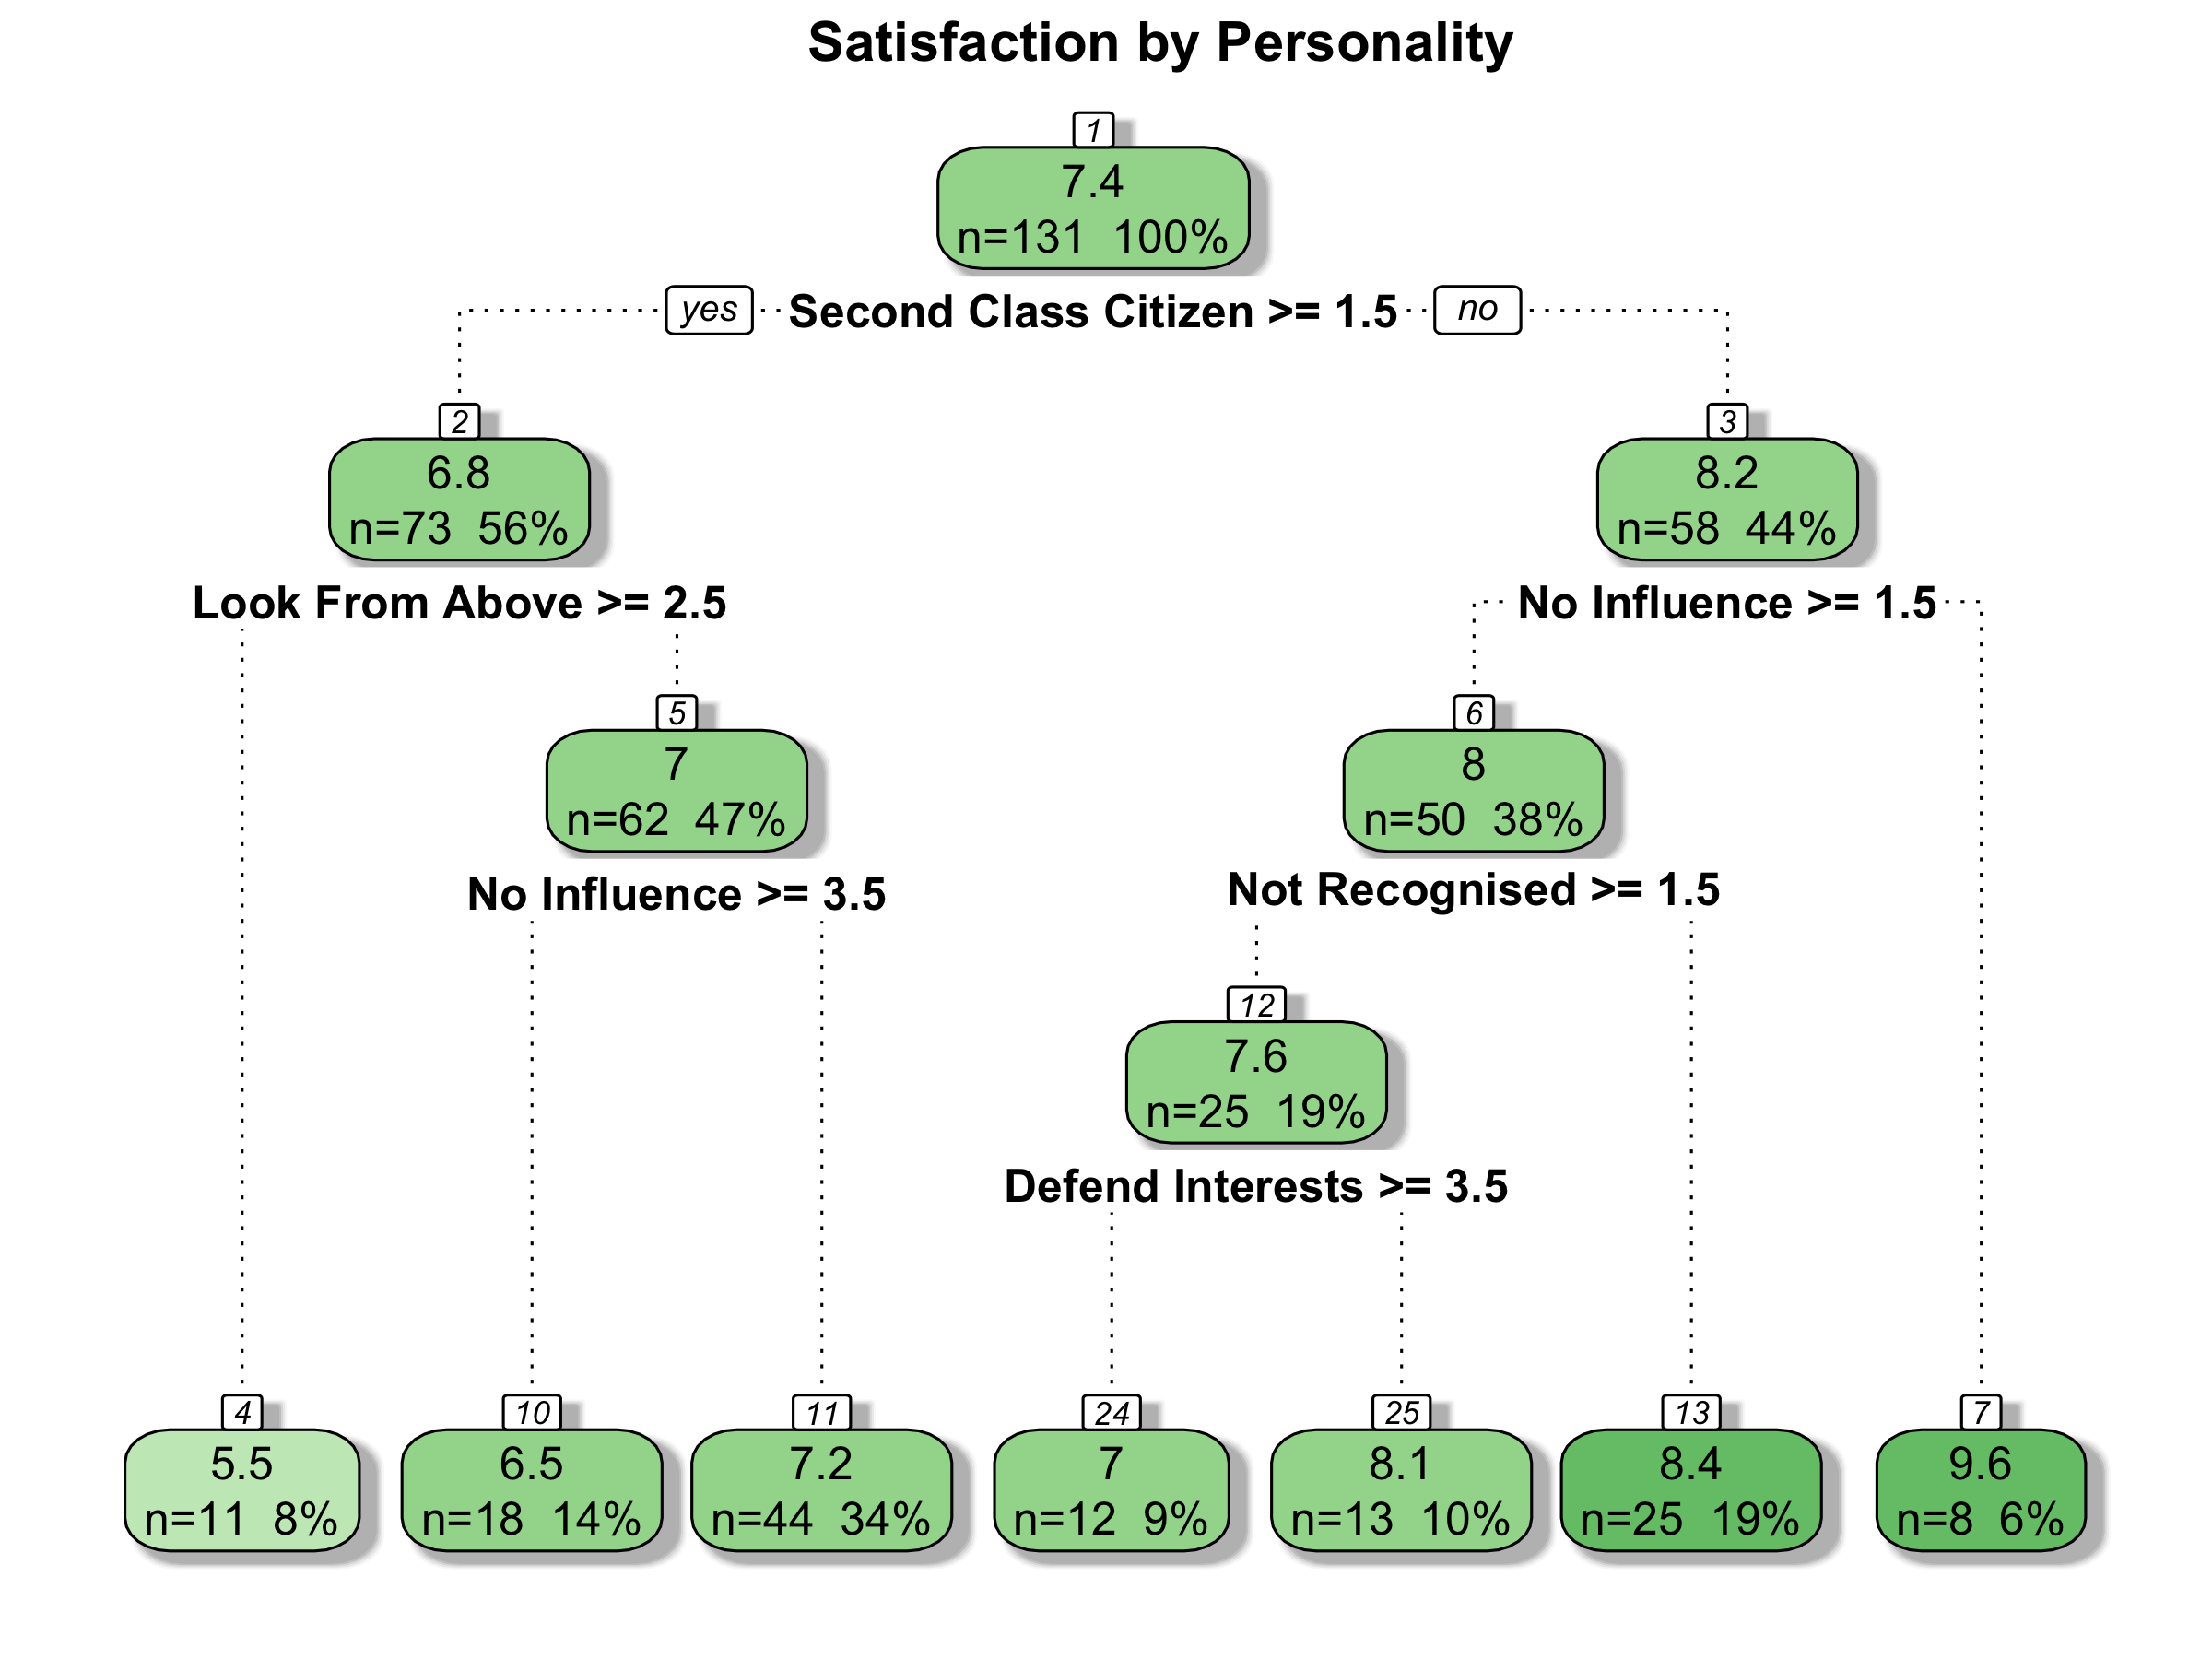 Satisfaction by Personality
1
7.4
n=131 100%
yes
Second Class Citizen >= 1.5
no
2
6.8
n=73 56%
3
8.2
n=58 44%
Look From Above >= 2.5
No Influence >= 1.5
5
7
n=62 47%
6
8
n=50 38%
No Influence >= 3.5
Not Recognised >= 1.5
12
7.6
n=25 19%
Defend Interests >= 3.5
4
5.5
n=11 8%
10
6.5
n=18 14%
11
7.2
n=44 34%
24
7
n=12 9%
25
8.1
n=13 10%
13
8.4
n=25 19%
7
9.6
n=8 6%